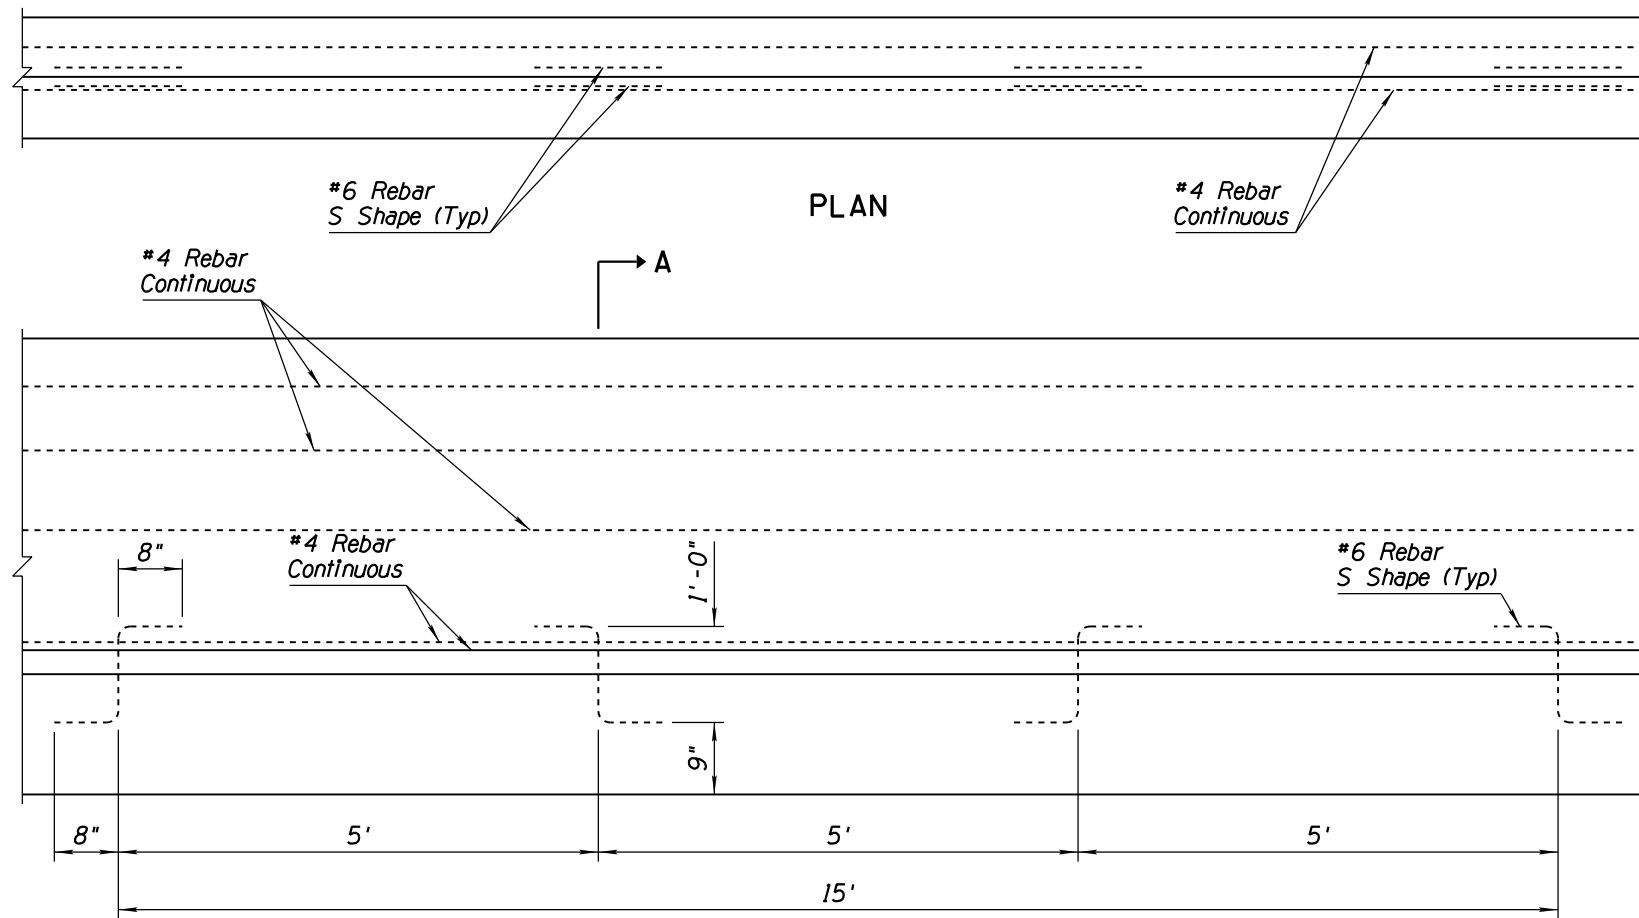 #6 Rebar
S Shape (Typ)
PLAN
#4 Rebar
Continuous
#4 Rebar
Continuous
A
8"
#4 Rebar
Continuous
1'-0"
#6 Rebar
S Shape (Typ)
9"
8"
5'
5'
5'
15'